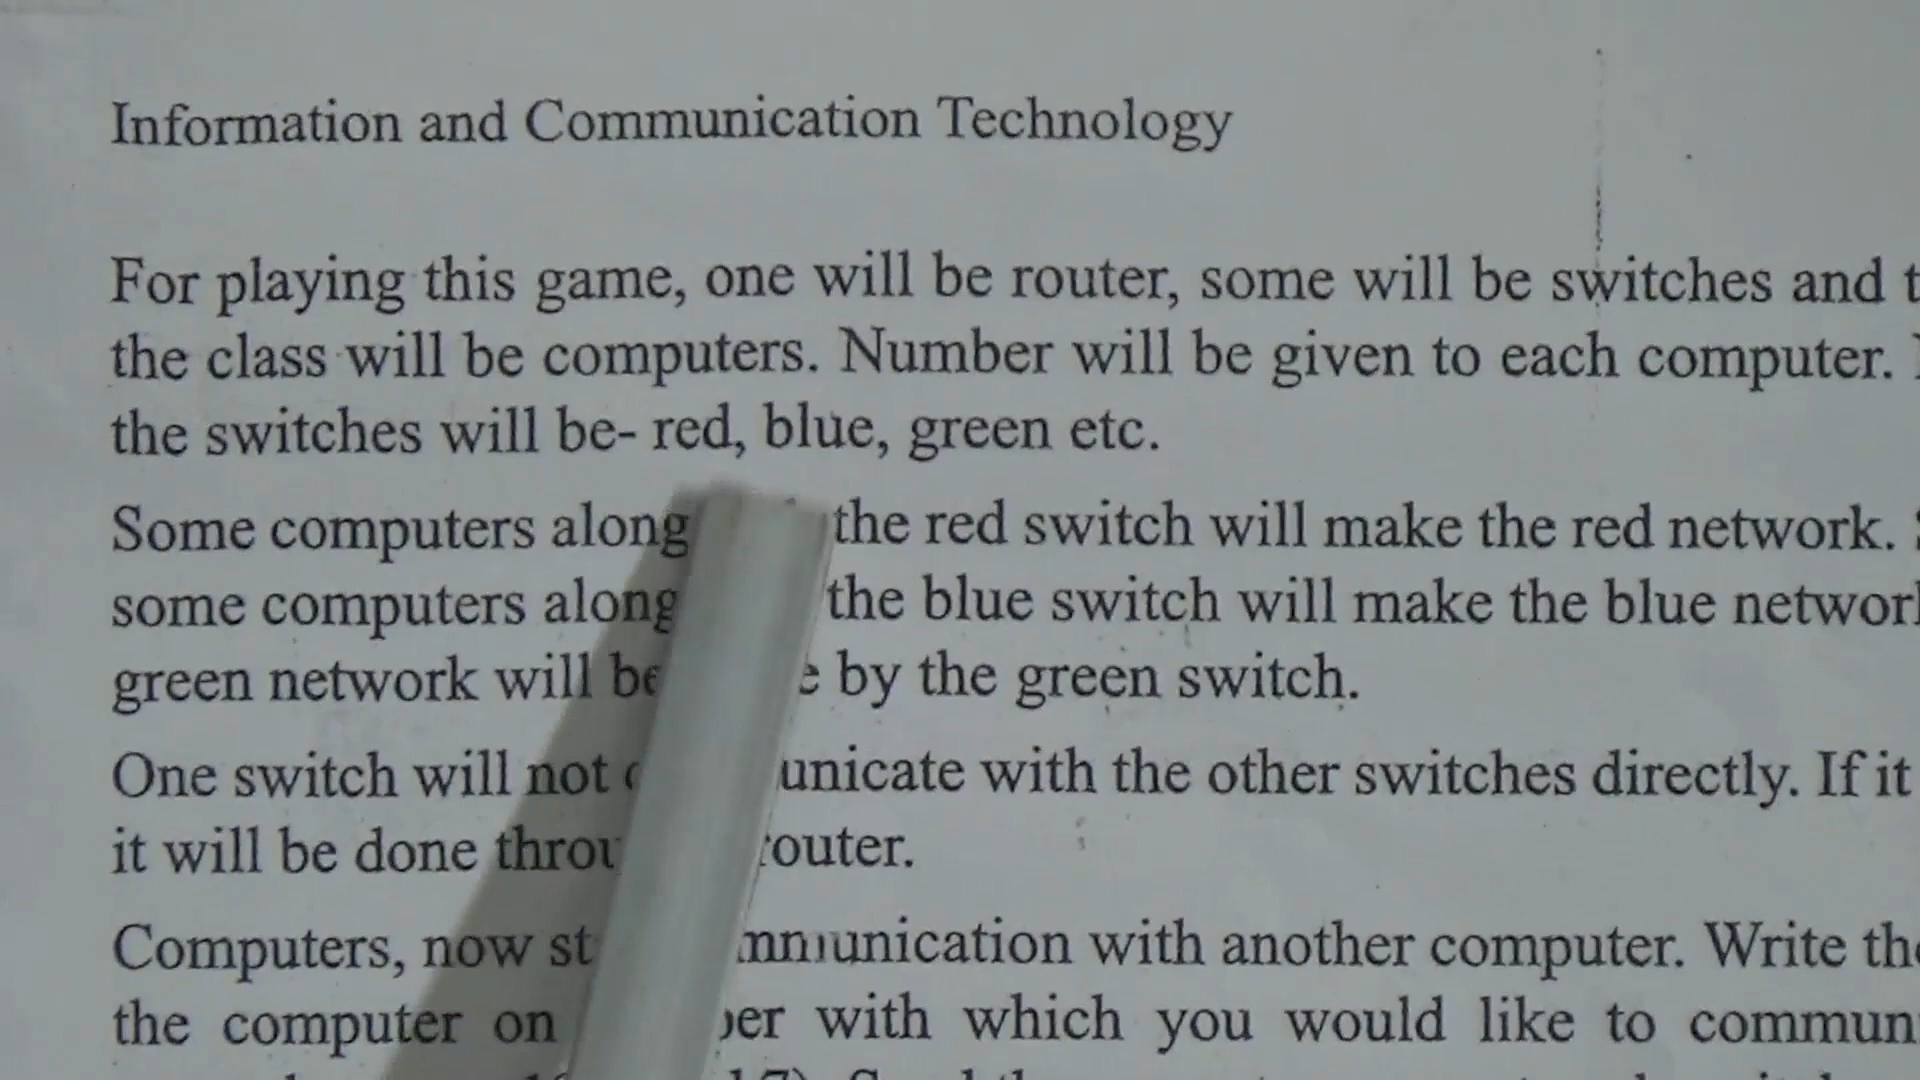 Information and Communication Technology
For playing this game, one will be router, some will be switches and
the class will be computers. Number will be given to each computer.
the switches will be- red, blue, green etc.
Some computers along the red switch will make the red network.
some computers along the blue switch will make the blue network
green network will be by the green switch.
One switch will not with the other switches directly. If it
it will be done router.
Computers, now with another computer. Write
the computer on with which you would like to